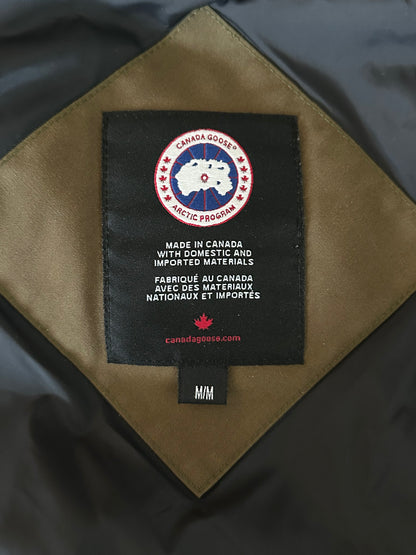 CANADA GOOSE®
ARCTIC PROGRAM
MADE IN CANADA
WITH DOMESTIC AND
IMPORTED MATERIALS
FABRIQUÉ AU CANADA
AVEC DES MATERIAUX
NATIONAUX ET IMPORTÉS
canadagoose.com
M/M